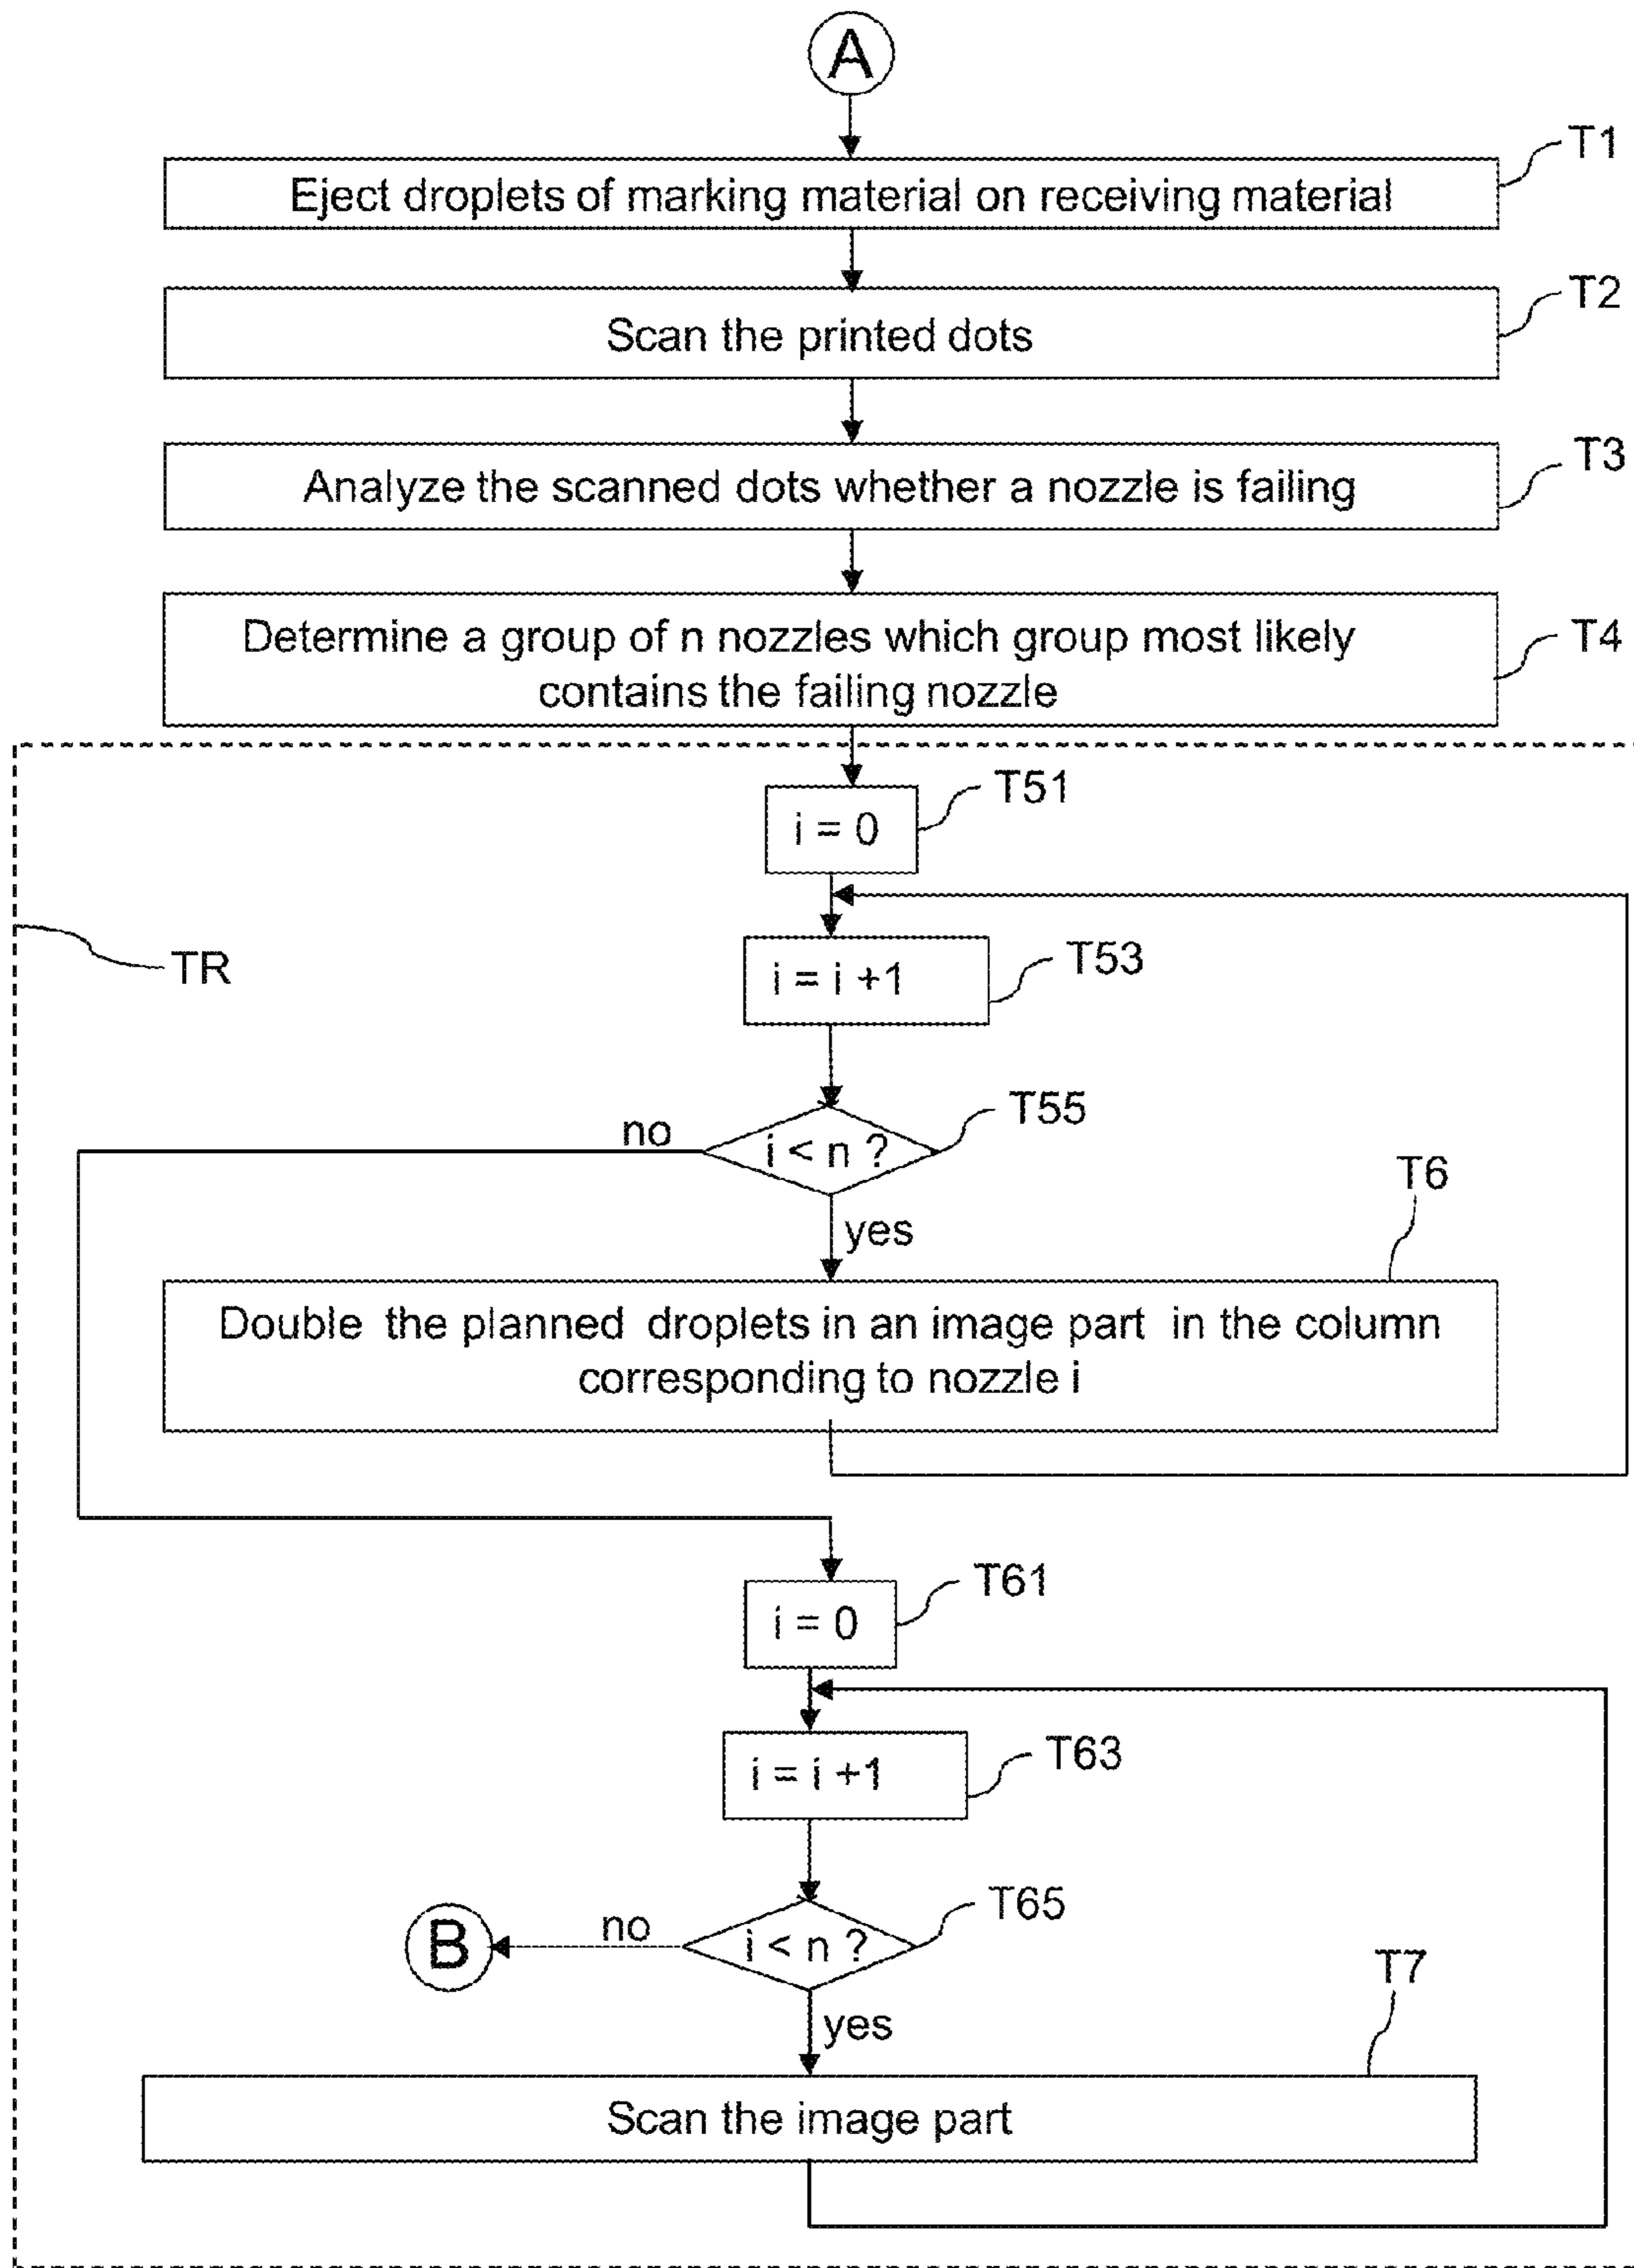 A
T1
Eject droplets of marking material on receiving material
T2
Scan the printed dots
T3
Analyze the scanned dots whether a nozzle is failing
T4
Determine a group of n nozzles which group most likely
contains the failing nozzle
T51
i = 0
TR
T53
i = i +1
T55
no
i < n ?
T6
yes
Double the planned droplets in an image part in the column
corresponding to nozzle i
T61
i = 0
T63
i = i +1
T65
B
no
i < n ?
T7
yes
Scan the image part